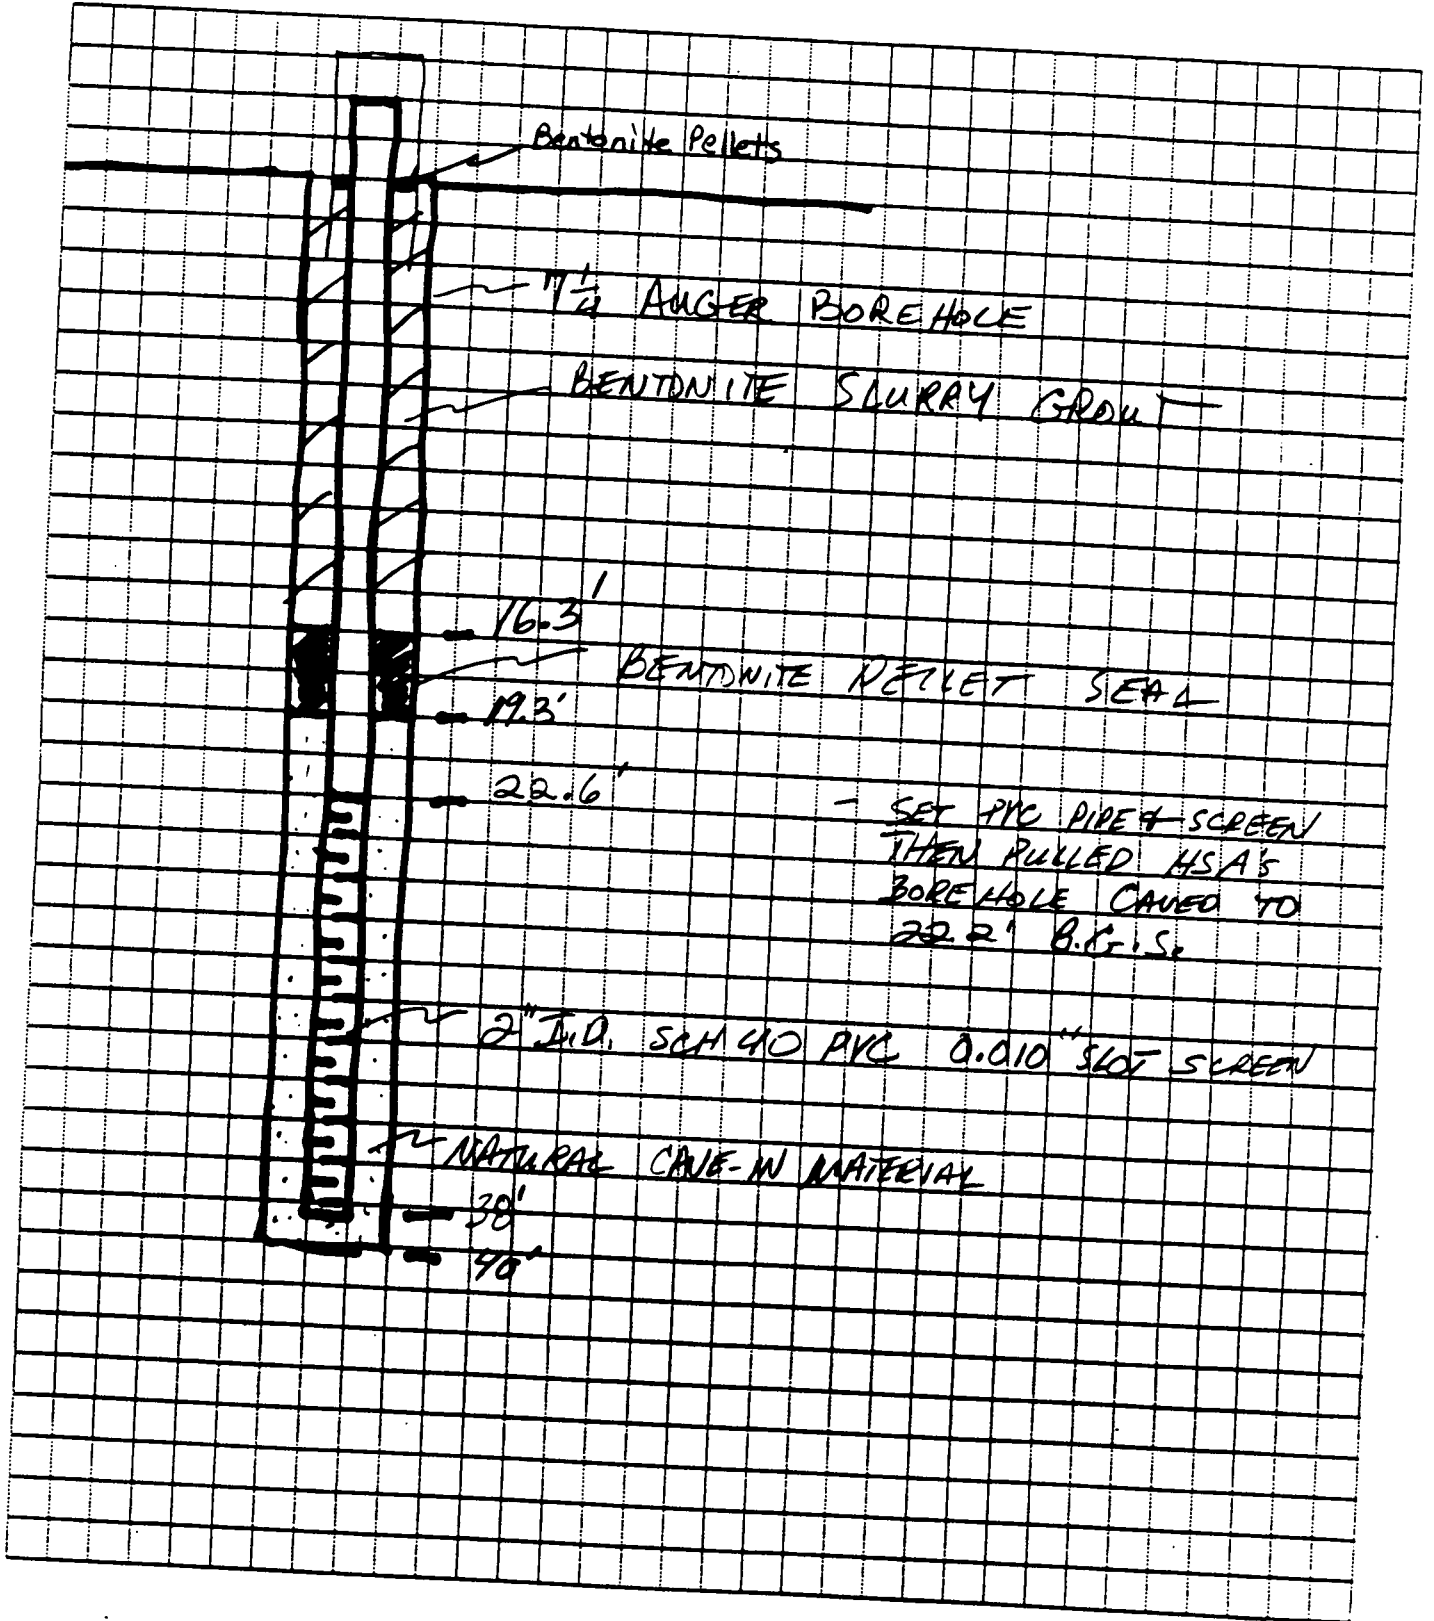 Bentonite Pellets
7 1/4 AUGER BOREHOLE
BENTONITE SLURRY GROUT
16.3'
BENTONITE PELLET SEAL
19.3'
22.6'
- SET PVC PIPE & SCREEN
THEN PULLED HSA's
BOREHOLE CAVED TO
22.2' B.G.S.
2" I.D. SCH 40 PVC 0.010" SLOT SCREEN
NATURAL CAVE-IN MATERIAL
38'
40'